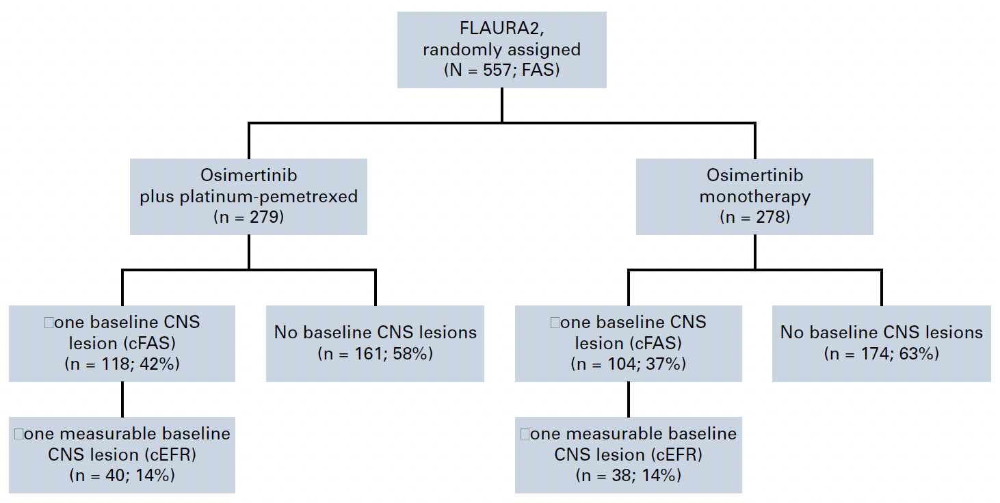 FLAURA2,
randomly assigned
(N = 557; FAS)
Osimertinib
plus platinum-pemetrexed
(n = 279)
Osimertinib
monotherapy
(n = 278)
□one baseline CNS
lesion (cFAS)
(n = 118; 42%)
No baseline CNS lesions
(n = 161; 58%)
□one baseline CNS
lesion (cFAS)
(n = 104; 37%)
No baseline CNS lesions
(n = 174; 63%)
□one measurable baseline
CNS lesion (cEFR)
(n = 40; 14%)
□one measurable baseline
CNS lesion (cEFR)
(n = 38; 14%)